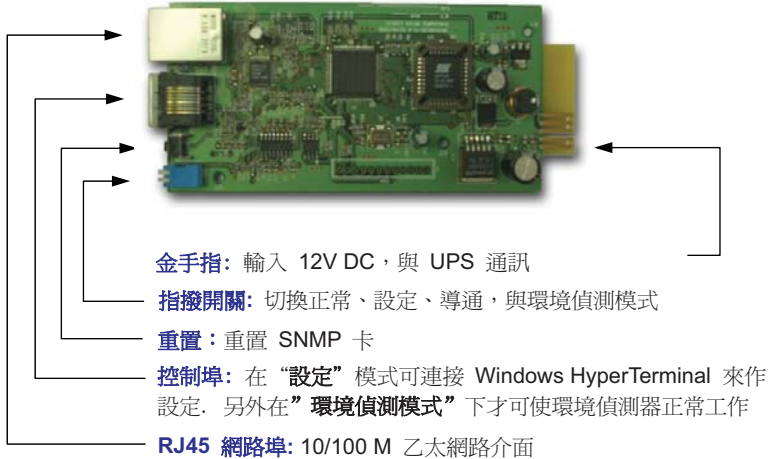 金手指: 輸入 12V DC，與 UPS 通訊
指撥開關: 切換正常、設定、導通，與環境偵測模式
重置：重置 SNMP 卡
控制埠: 在 “設定” 模式可連接 Windows HyperTerminal 來作
設定. 另外在” 環境偵測模式” 下才可使環境偵測器正常工作
RJ45 網路埠: 10/100 M 乙太網路介面